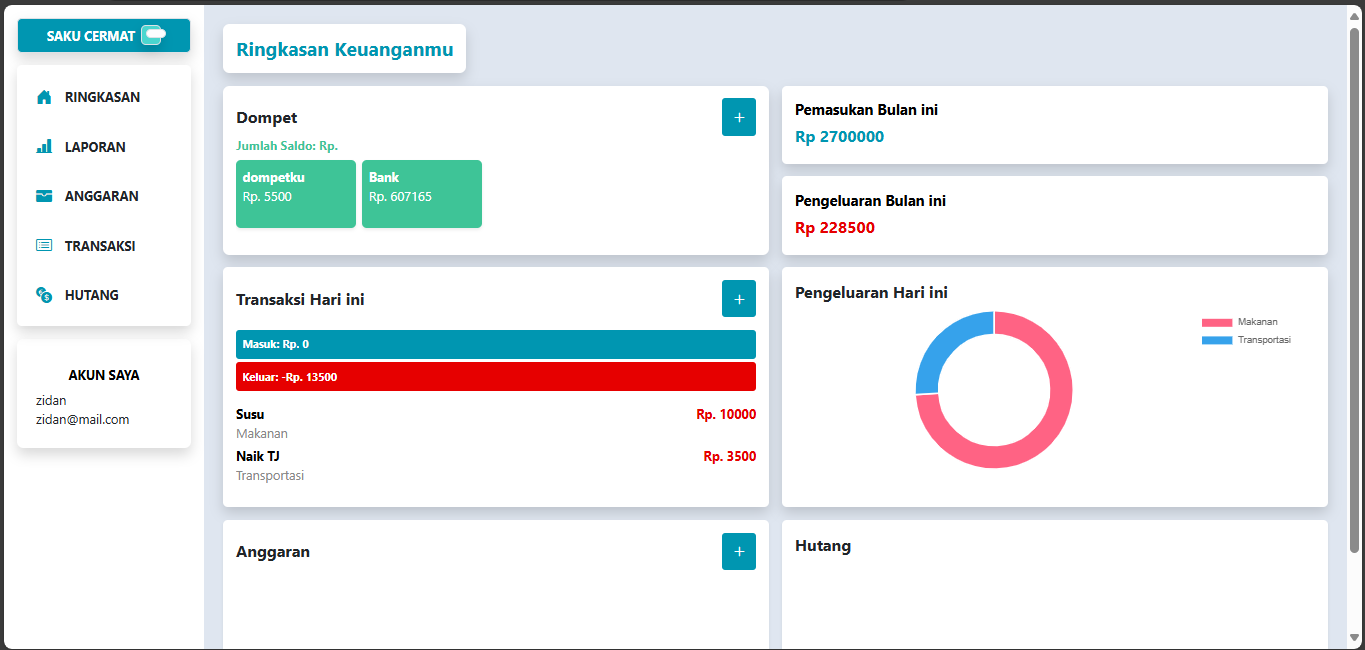 SAKU CERMAT
RINGKASAN
LAPORAN
ANGGARAN
TRANSAKSI
HUTANG
AKUN SAYA
zidan
zidan@mail.com
Ringkasan Keuanganmu
Dompet
+
Jumlah Saldo: Rp.
dompetku
Rp. 5500
Bank
Rp. 607165
Pemasukan Bulan ini
Rp 2700000
Pengeluaran Bulan ini
Rp 228500
Transaksi Hari ini
+
Masuk: Rp. 0
Keluar: -Rp. 13500
Susu Rp. 10000
Makanan
Naik TJ Rp. 3500
Transportasi
Pengeluaran Hari ini
Makanan
Transportasi
Anggaran
+
Hutang